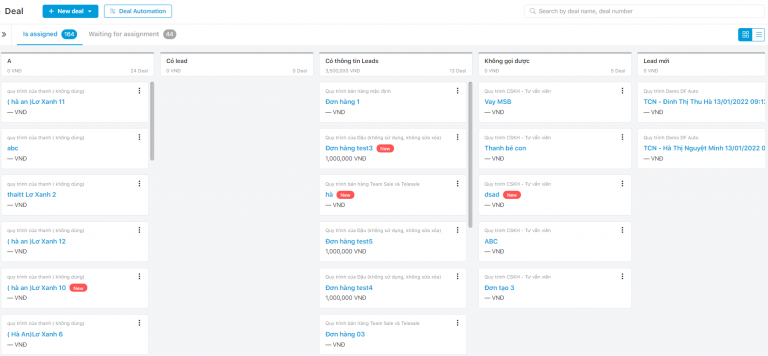 Deal
+ New deal
Deal Automation
Search by deal name, deal number
Is assigned 164
Waiting for assignment 44
A
0 VND
24 Deal
Có lead
0 VND
0 Deal
Có thông tin Leads
3,500,000 VND
13 Deal
Không gọi được
0 VND
5 Deal
Lead mới
0 VND
quy trình của thanh ( không dùng)
( hà an )Lơ Xanh 11
— VND
quy trình của thanh ( không dùng)
abc
— VND
quy trình của thanh ( không dùng)
thaitt Lơ Xanh 2
— VND
quy trình của thanh ( không dùng)
( hà an )Lơ Xanh 12
— VND
quy trình của thanh ( không dùng)
( hà an )Lơ Xanh 10 New
— VND
quy trình của thanh ( không dùng)
( Hà An)Lơ Xanh 6
— VND
Quy trình bán hàng mặc định
Đơn hàng 1
— VND
Quy trình của Đậu (không sử dụng, không sửa xóa)
Đơn hàng test3 New
1,000,000 VND
Quy trình bán hàng Team Sale và Telesale
hà New
— VND
Quy trình của Đậu (không sử dụng, không sửa xóa)
Đơn hàng test5
1,000,000 VND
Quy trình của Đậu (không sử dụng, không sửa xóa)
Đơn hàng test4
1,000,000 VND
Quy trình bán hàng Team Sale và Telesale
Đơn hàng 03
— VND
Quy trình CSKH - Tư vấn viên
Vay MSB
— VND
Quy trình CSKH - Tư vấn viên
Thanh bé con
— VND
Quy trình CSKH - Tư vấn viên
dsad New
— VND
Quy trình CSKH - Tư vấn viên
ABC
— VND
Quy trình CSKH - Tư vấn viên
Đơn tạo 3
— VND
Quy trình Demo DF Auto
TCN - Đinh Thị Thu Hà 13/01/2022 09:1
— VND
Quy trình Demo DF Auto
TCN - Hà Thị Nguyệt Minh 13/01/2022 0
— VND